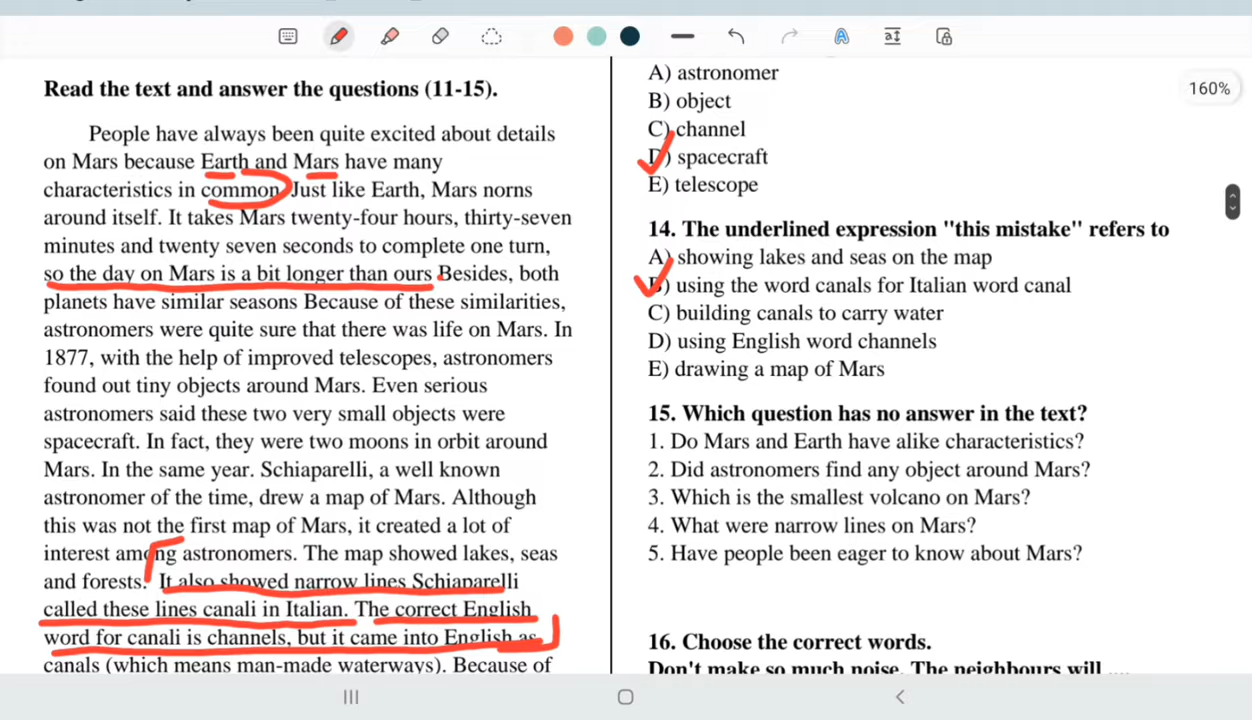 160%
Read the text and answer the questions (11-15).
People have always been quite excited about details
on Mars because Earth and Mars have many
characteristics in common. Just like Earth, Mars norns
around itself. It takes Mars twenty-four hours, thirty-seven
minutes and twenty seven seconds to complete one turn,
so the day on Mars is a bit longer than ours Besides, both
planets have similar seasons Because of these similarities,
astronomers were quite sure that there was life on Mars. In
1877, with the help of improved telescopes, astronomers
found out tiny objects around Mars. Even serious
astronomers said these two very small objects were
spacecraft. In fact, they were two moons in orbit around
Mars. In the same year. Schiaparelli, a well known
astronomer of the time, drew a map of Mars. Although
this was not the first map of Mars, it created a lot of
interest among astronomers. The map showed lakes, seas
and forests. It also showed narrow lines Schiaparelli
called these lines canali in Italian. The correct English
word for canali is channels, but it came into English as
canals (which means man-made waterways). Because of
A) astronomer
B) object
C) channel
D) spacecraft
E) telescope
14. The underlined expression "this mistake" refers to
A) showing lakes and seas on the map
B) using the word canals for Italian word canal
C) building canals to carry water
D) using English word channels
E) drawing a map of Mars
15. Which question has no answer in the text?
1. Do Mars and Earth have alike characteristics?
2. Did astronomers find any object around Mars?
3. Which is the smallest volcano on Mars?
4. What were narrow lines on Mars?
5. Have people been eager to know about Mars?
16. Choose the correct words.
Don't make so much noise. The neighbours will ....